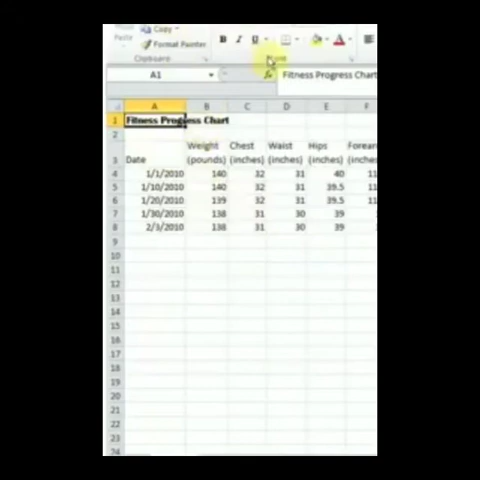 Copy
Paste
Format Painter
B I U A
Clipboard
Font
A1 fx Fitness Progress Chart
A B C D E F
1 Fitness Progress Chart
2
Weight Chest Waist Hips Forear
3 Date (pounds) (inches) (inches) (inches) (inches
4 1/1/2010 140 32 31 40 11
5 1/10/2010 140 32 31 39.5 11
6 1/20/2010 139 32 31 39.5 11
7 1/30/2010 138 31 30 39
8 2/3/2010 138 31 30 39
9
10
11
12
13
14
15
16
17
18
19
20
21
22
23
24